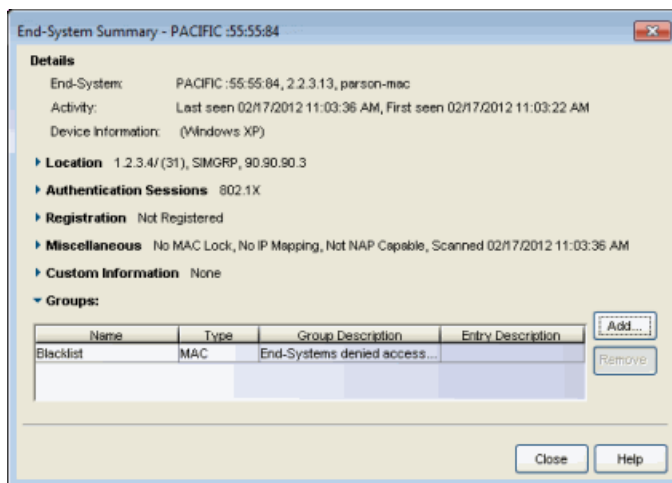 End-System Summary - PACIFIC :55:55:84
Details
End-System: PACIFIC :55:55:84, 2.2.3.13, parson-mac
Activity: Last seen 02/17/2012 11:03:36 AM, First seen 02/17/2012 11:03:22 AM
Device Information: (Windows XP)
Location 1.2.3.4/ (31), SIMGRP, 90.90.90.3
Authentication Sessions 802.1X
Registration Not Registered
Miscellaneous No MAC Lock, No IP Mapping, Not NAP Capable, Scanned 02/17/2012 11:03:36 AM
Custom Information None
Groups:
Name Type Group Description Entry Description
Blacklist MAC End-Systems denied access...
Add...
Remove
Close Help